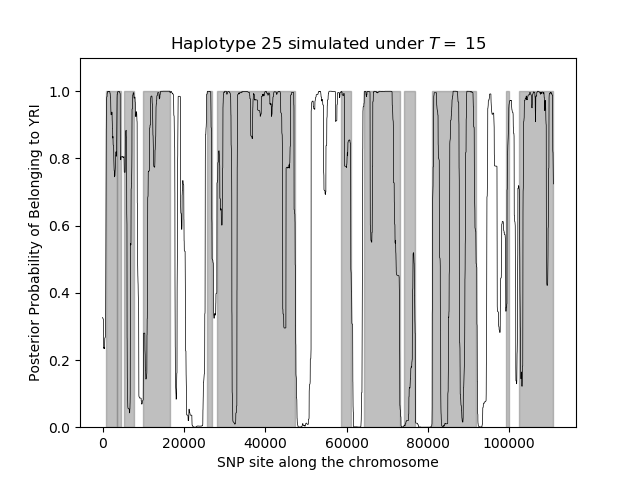 Haplotype 25 simulated under T = 15
Posterior Probability of Belonging to YRI
1.0
0.8
0.6
0.4
0.2
0.0
0 20000 40000 60000 80000 100000
SNP site along the chromosome